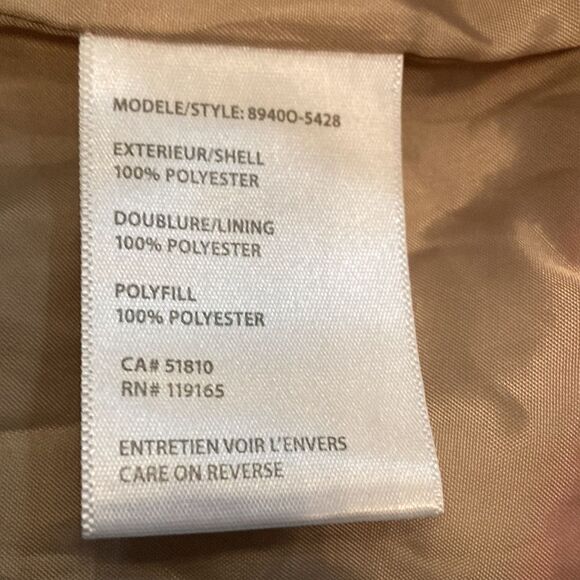 MODELE/STYLE: 8940O-5428
EXTERIEUR/SHELL
100% POLYESTER
DOUBLURE/LINING
100% POLYESTER
POLYFILL
100% POLYESTER
CA# 51810
RN# 119165
ENTRETIEN VOIR L'ENVERS
CARE ON REVERSE